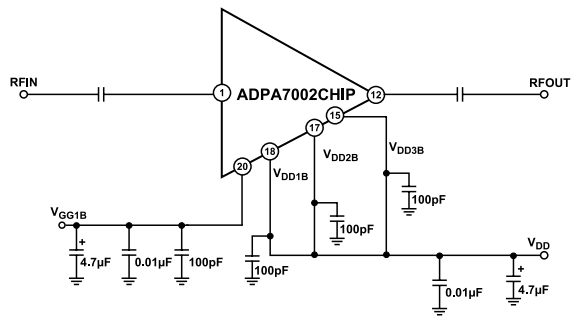 RFIN
1
ADPA7002CHIP
12
RFOUT
15
17
18
20
VDD1B
VDD2B
VDD3B
100pF
VGG1B
100pF
VDD
+
4.7µF
0.01µF
100pF
100pF
0.01µF
+
4.7µF